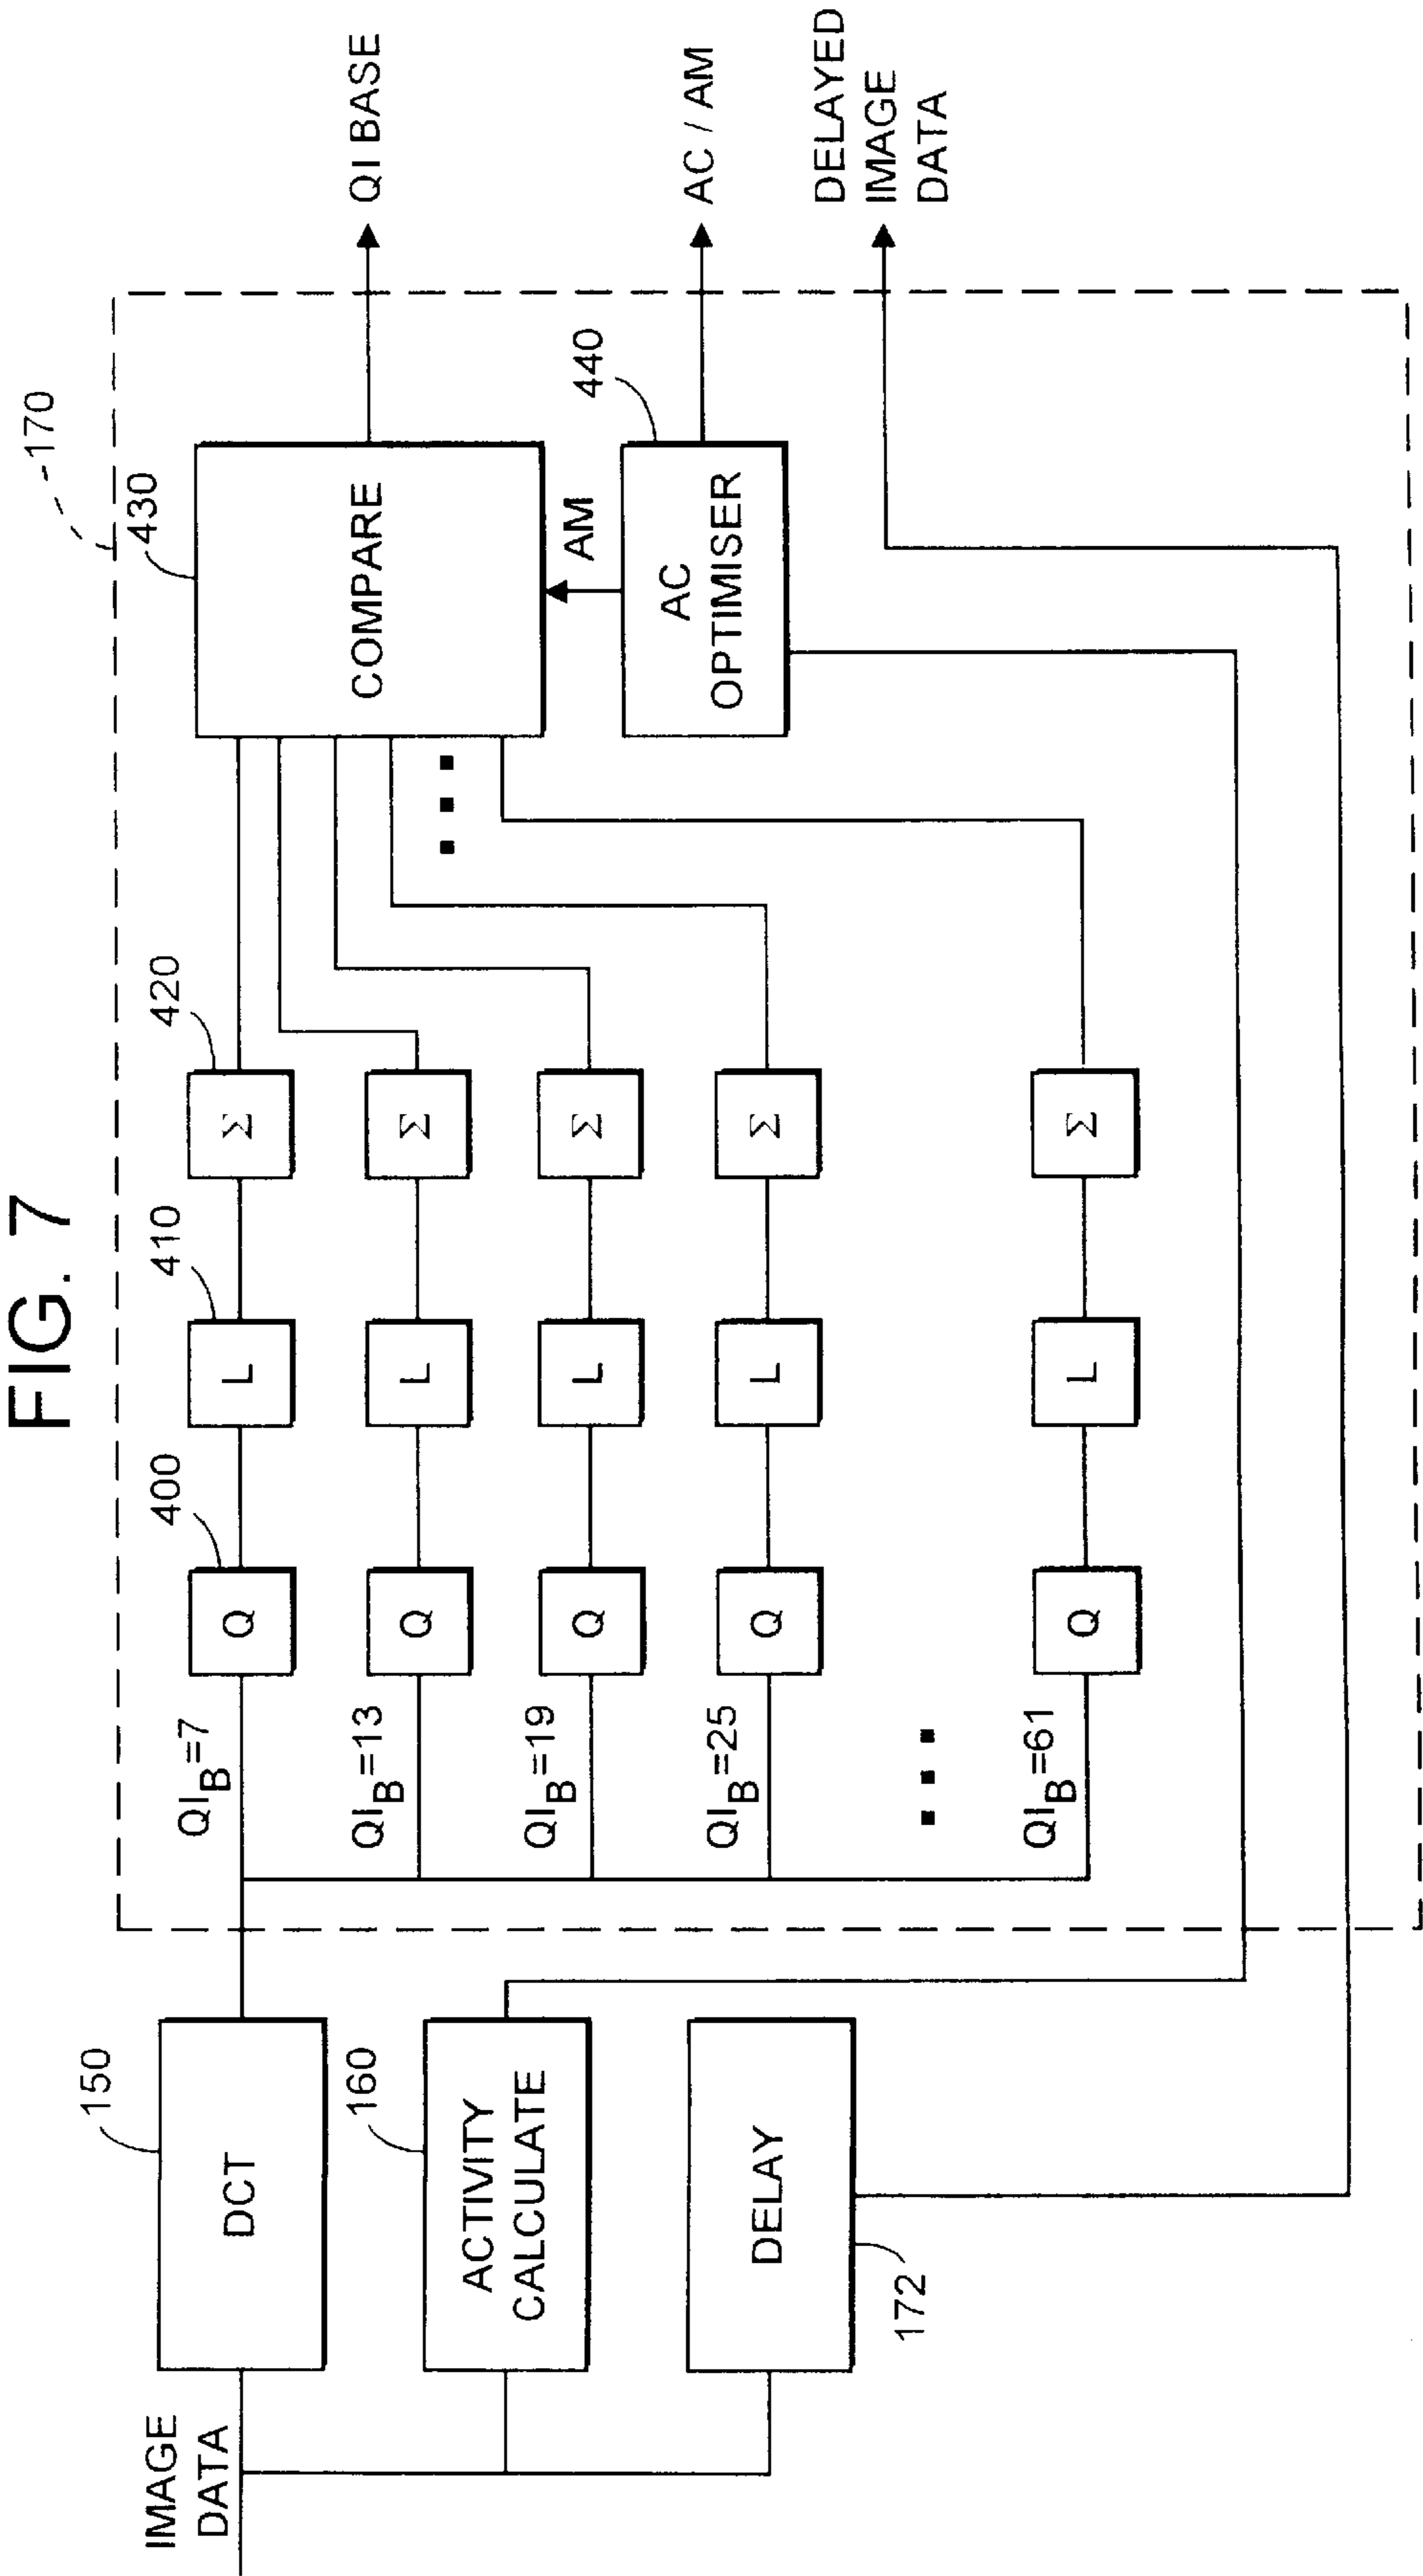 FIG. 7
IMAGE
DATA
150
DCT
160
ACTIVITY
CALCULATE
DELAY
172
170
QIB=7
400
Q
410
L
420
Σ
QIB=13
Q
L
Σ
QIB=19
Q
L
Σ
QIB=25
Q
L
Σ
QIB=61
Q
L
Σ
430
COMPARE
AM
440
AC
OPTIMISER
QI BASE
AC / AM
DELAYED
IMAGE
DATA